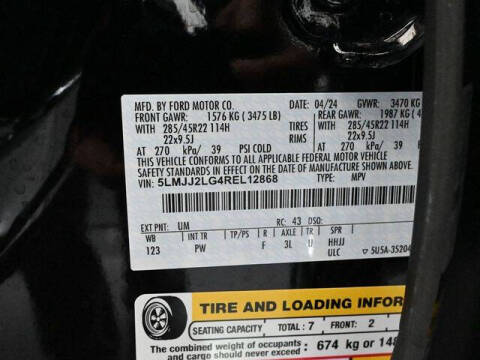 MFD. BY FORD MOTOR CO. 04/24 GVWR: 3470 KG
FRONT GAWR: 1576 KG ( 3475 LB) REAR GAWR: 1987 KG ( 4
WITH 285/45R22 114H TIRES WITH 285/45R22 114H
22x9.5J RIMS 22x9.5J
AT 270 kPa/ 39 PSI COLD AT 270 kPa/ 39
THIS VEHICLE CONFORMS TO ALL APPLICABLE FEDERAL MOTOR VEHICLE
SAFETY STANDARDS IN EFFECT ON THE DATE OF
VIN: 5LMJJ2LG4REL12868 TYPE: MPV
EXT PNT: UM RC: 43 DSO:
WB INT TR TP/PS R AXLE TR SPR
123 PW F 3L U HHJJ
ULC ▽ 5U5A-35204
TIRE AND LOADING INFOR
SEATING CAPACITY TOTAL : 7 FRONT: 2
The combined weight of occupants : 674 kg or 148
and cargo should never exceed